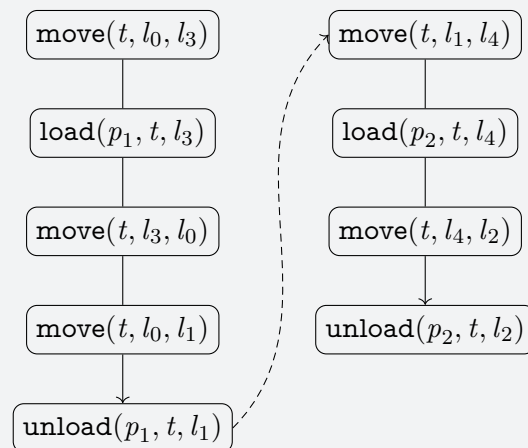 move(t, l₀, l₃)
load(p₁, t, l₃)
move(t, l₃, l₀)
move(t, l₀, l₁)
unload(p₁, t, l₁)
move(t, l₁, l₄)
load(p₂, t, l₄)
move(t, l₄, l₂)
unload(p₂, t, l₂)